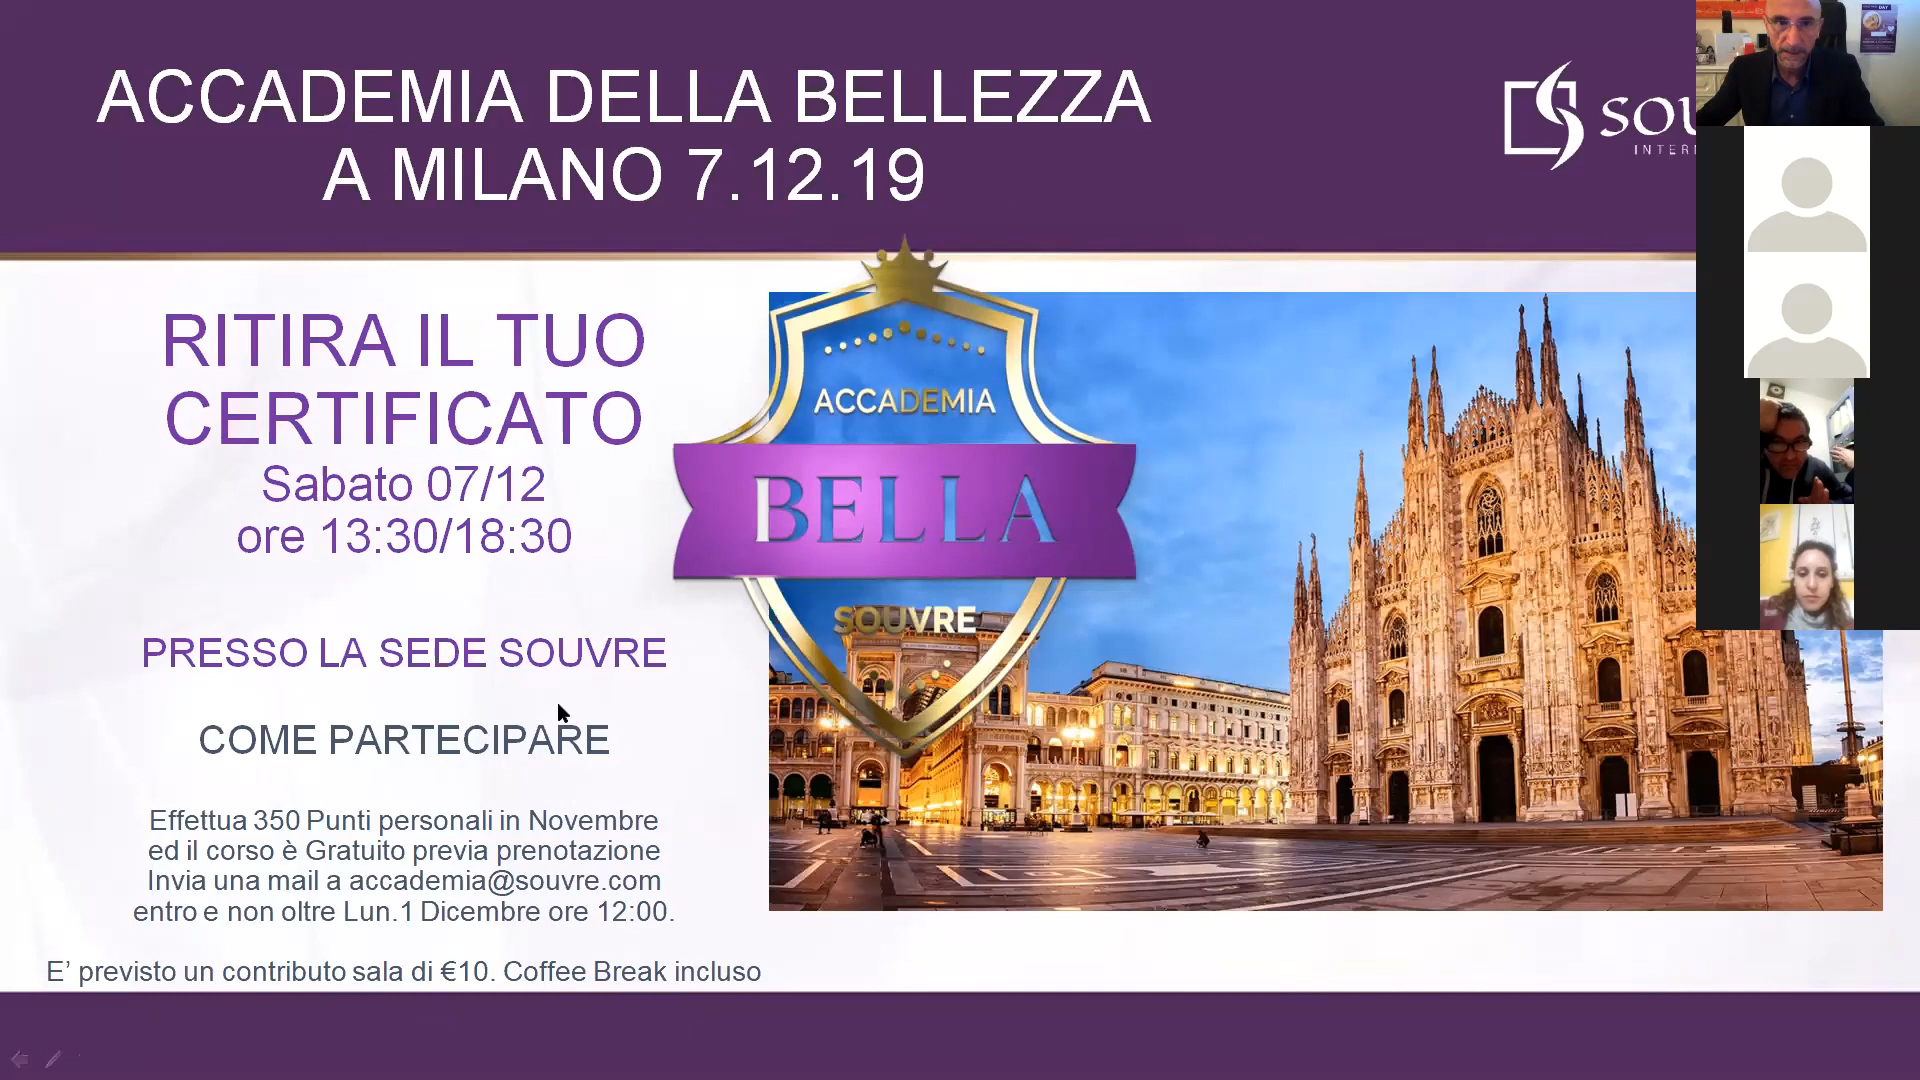 ACCADEMIA DELLA BELLEZZA
A MILANO 7.12.19
RITIRA IL TUO
CERTIFICATO
Sabato 07/12
ore 13:30/18:30
PRESSO LA SEDE SOUVRE
COME PARTECIPARE
Effettua 350 Punti personali in Novembre
ed il corso è Gratuito previa prenotazione
Invia una mail a accademia@souvre.com
entro e non oltre Lun.1 Dicembre ore 12:00.
E’ previsto un contributo sala di €10. Coffee Break incluso
ACCADEMIA
BELLA
SOUVRE